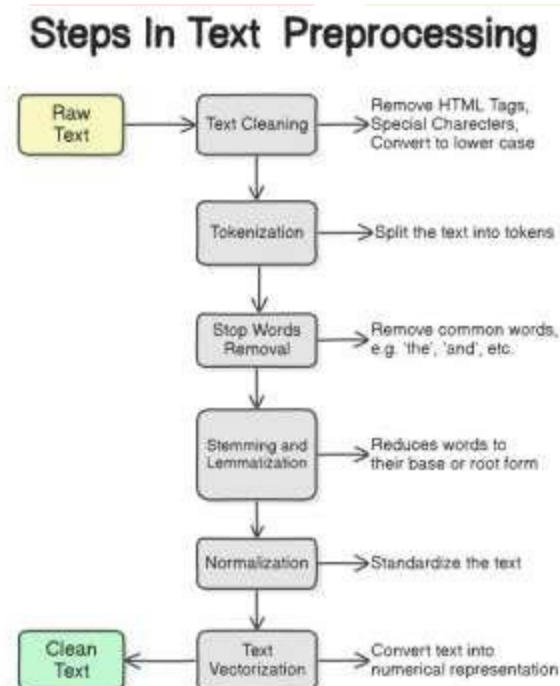 Steps In Text Preprocessing
Raw
Text
Text Cleaning
Remove HTML Tags,
Special Charecters,
Convert to lower case
Tokenization
Split the text into tokens
Stop Words
Removal
Remove common words,
e.g. 'the', 'and', etc.
Stemming and
Lemmatization
Reduces words to
their base or root form
Normalization
Standardize the text
Clean
Text
Text
Vectorization
Convert text into
numerical representation